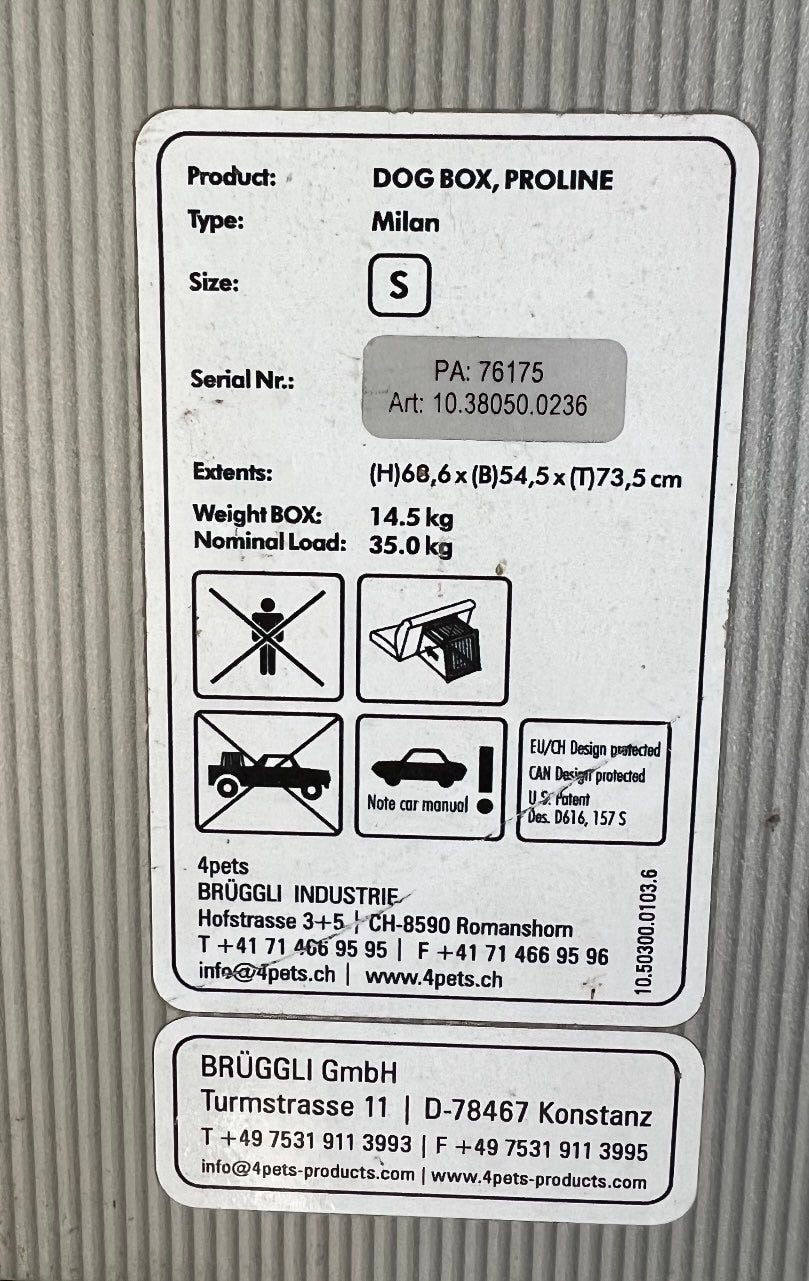 Product: DOG BOX, PROLINE
Type: Milan
Size: S
Serial Nr.: PA: 76175
Art: 10.38050.0236
Extents: (H)68,6 x (B)54,5 x (T)73,5 cm
Weight BOX: 14.5 kg
Nominal Load: 35.0 kg
Note car manual
EU/CH Design protected
CAN Design protected
U.S. Patent
Des. D616, 157 S
4pets
BRÜGGLI INDUSTRIE
Hofstrasse 3+5 | CH-8590 Romanshorn
T +41 71 466 95 95 | F +41 71 466 95 96
info@4pets.ch | www.4pets.ch
10.50300.0103.6
BRÜGGLI GmbH
Turmstrasse 11 | D-78467 Konstanz
T +49 7531 911 3993 | F +49 7531 911 3995
info@4pets-products.com | www.4pets-products.com